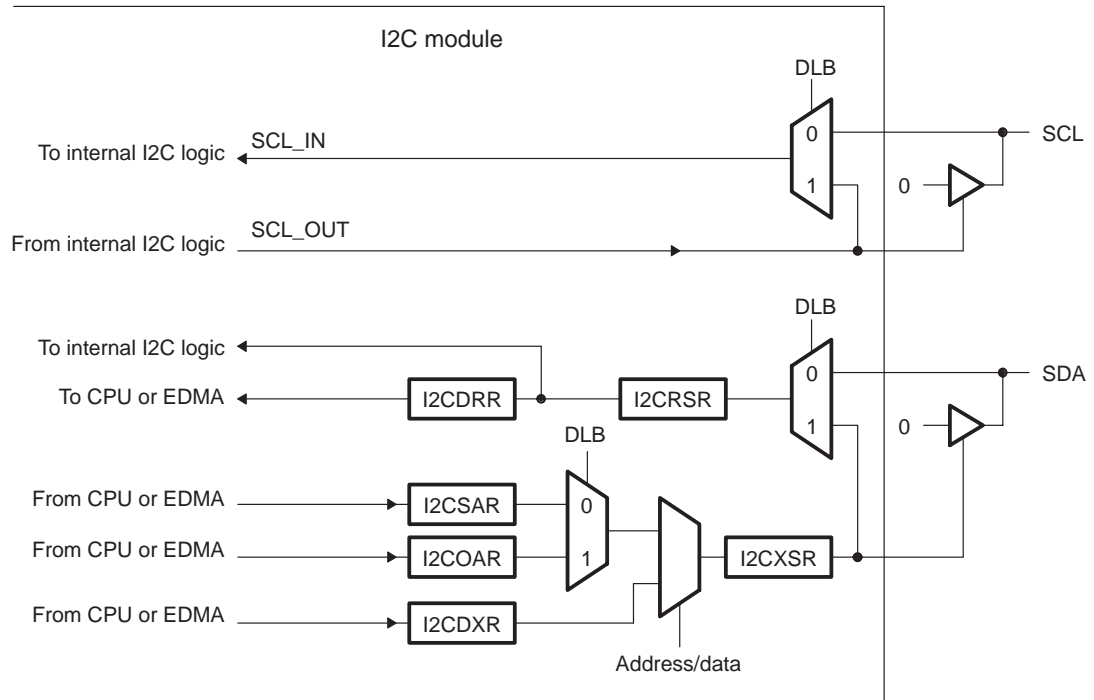 I2C module
DLB
0
SCL_IN
SCL
To internal I2C logic
1
0
SCL_OUT
From internal I2C logic
DLB
To internal I2C logic
0
SDA
To CPU or EDMA
I2CDRR
I2CRSR
1
0
DLB
From CPU or EDMA
I2CSAR
0
From CPU or EDMA
I2COAR
1
I2CXSR
From CPU or EDMA
I2CDXR
Address/data